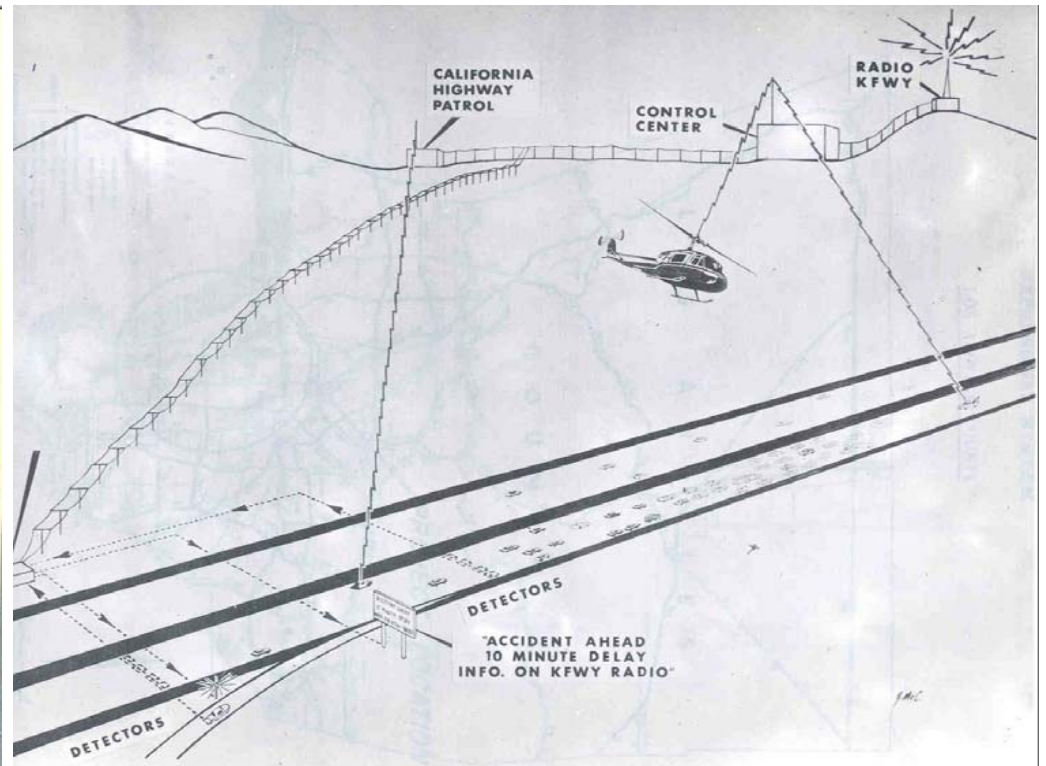 CALIFORNIA
HIGHWAY
PATROL
CONTROL
CENTER
RADIO
KFWY
DETECTORS
"ACCIDENT AHEAD
10 MINUTE DELAY
INFO. ON KFWY RADIO"
DETECTORS